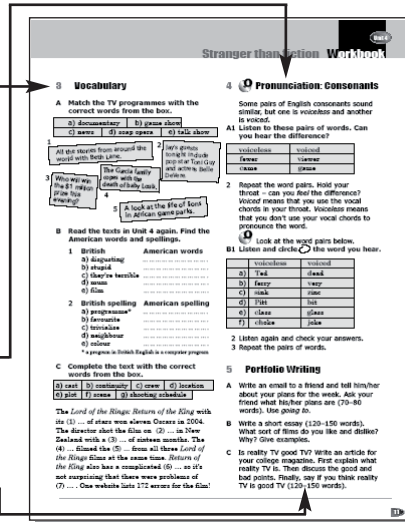 Unit 4
Stranger than fiction Workbook
3 Vocabulary
A Match the TV programmes with the
correct words from the box.
a) documentary b) game show
c) news d) soap opera e) talk show
1
All the stories from around the
world with Beth Lane.
2
Jay's guests
tonight include
pop star Toni Guy
and actress Belle
3
Who will win
the $1 million
prize this
evening?
4
The Garcia family
copes with the
death of baby
5
A look at the life of lions
in African game parks.
B Read the texts in Unit 4 again. Find the
American words and spellings.
1 British American words
a) disgusting
b) stupid
c) they're terrible
d) mum
e) film
2 British spelling American spelling
a) programme*
b) favourite
c) trivialise
d) neighbour
e) colour
* a program in British English is a computer program
C Complete the text with the correct
words from the box.
a) cast b) continuity c) crew d) location
e) plot f) scene g) shooting schedule
The Lord of the Rings: Return of the King with
its (1) ... of stars won eleven Oscars in 2004.
The director shot the film on (2) ... in New
Zealand with a (3) ... of sixteen months. The
(4) ... filmed the (5) ... from all three Lord of
the Rings films at the same time. Return of
the King also has a complicated (6) ... so it's
not surprising that there were problems of
(7) ... . One website lists 172 errors for the film!
4 Pronunciation: Consonants
Some pairs of English consonants sound
similar, but one is voiceless and another
is voiced.
A1 Listen to these pairs of words. Can
you hear the difference?
voiceless voiced
fewer viewer
came game
2 Repeat the word pairs. Hold your
throat – can you feel the difference?
Voiced means that you use the vocal
chords in your throat. Voiceless means
that you don't use your vocal chords to
pronounce the word.
Look at the word pairs below.
B1 Listen and circle the word you hear.
voiceless voiced
a) Ted dead
b) ferry very
c) sink zinc
d) Pitt bit
e) class glass
f) choke joke
2 Listen again and check your answers.
3 Repeat the pairs of words.
5 Portfolio Writing
A Write an email to a friend and tell him/her
about your plans for the week. Ask your
friend what his/her plans are (70–80
words). Use going to.
B Write a short essay (120–150 words).
What sort of films do you like and dislike?
Why? Give examples.
C Is reality TV good TV? Write an article for
your college magazine. First explain what
reality TV is. Then discuss the good and
bad points. Finally, say if you think reality
TV is good TV (120–150 words).